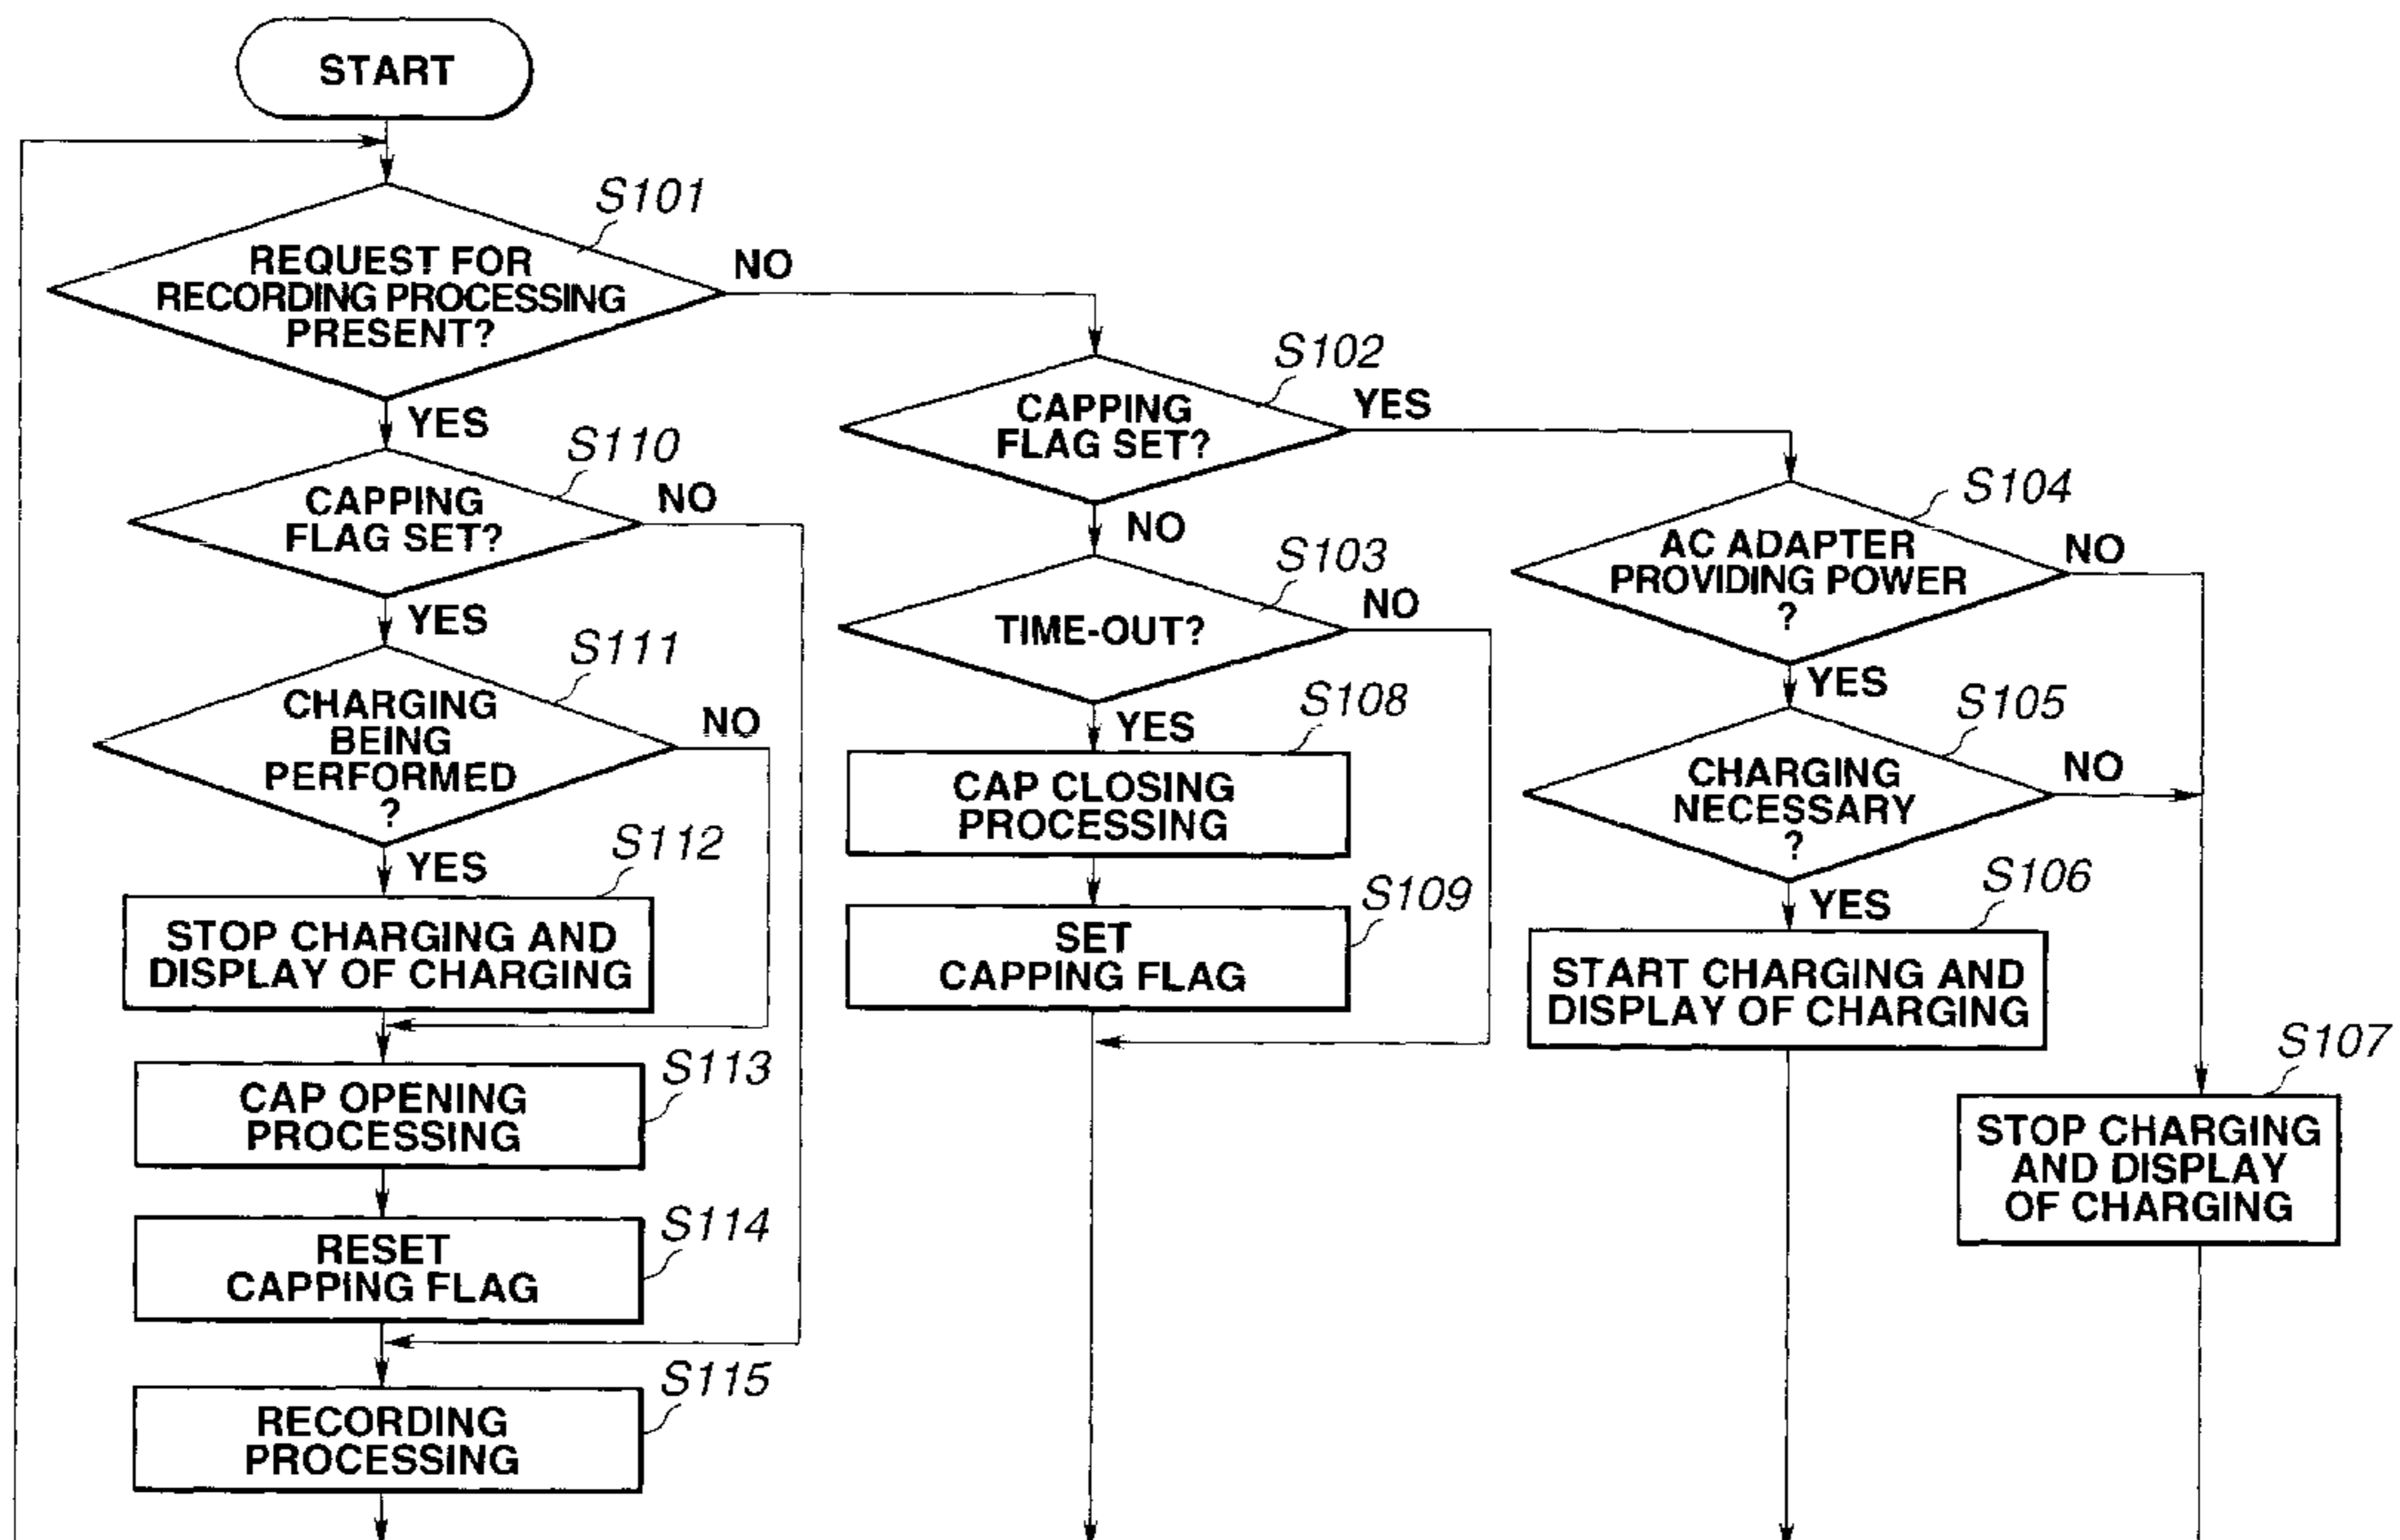 START
S101
REQUEST FOR
RECORDING PROCESSING
PRESENT?
NO
YES
S110
CAPPING
FLAG SET?
NO
YES
S111
CHARGING
BEING
PERFORMED
?
NO
YES
S112
STOP CHARGING AND
DISPLAY OF CHARGING
S113
CAP OPENING
PROCESSING
S114
RESET
CAPPING FLAG
S115
RECORDING
PROCESSING
S102
CAPPING
FLAG SET?
YES
NO
S103
TIME-OUT?
NO
YES
S108
CAP CLOSING
PROCESSING
S109
SET
CAPPING FLAG
S104
AC ADAPTER
PROVIDING POWER
?
NO
YES
S105
CHARGING
NECESSARY
?
NO
YES
S106
START CHARGING AND
DISPLAY OF CHARGING
S107
STOP CHARGING
AND DISPLAY
OF CHARGING